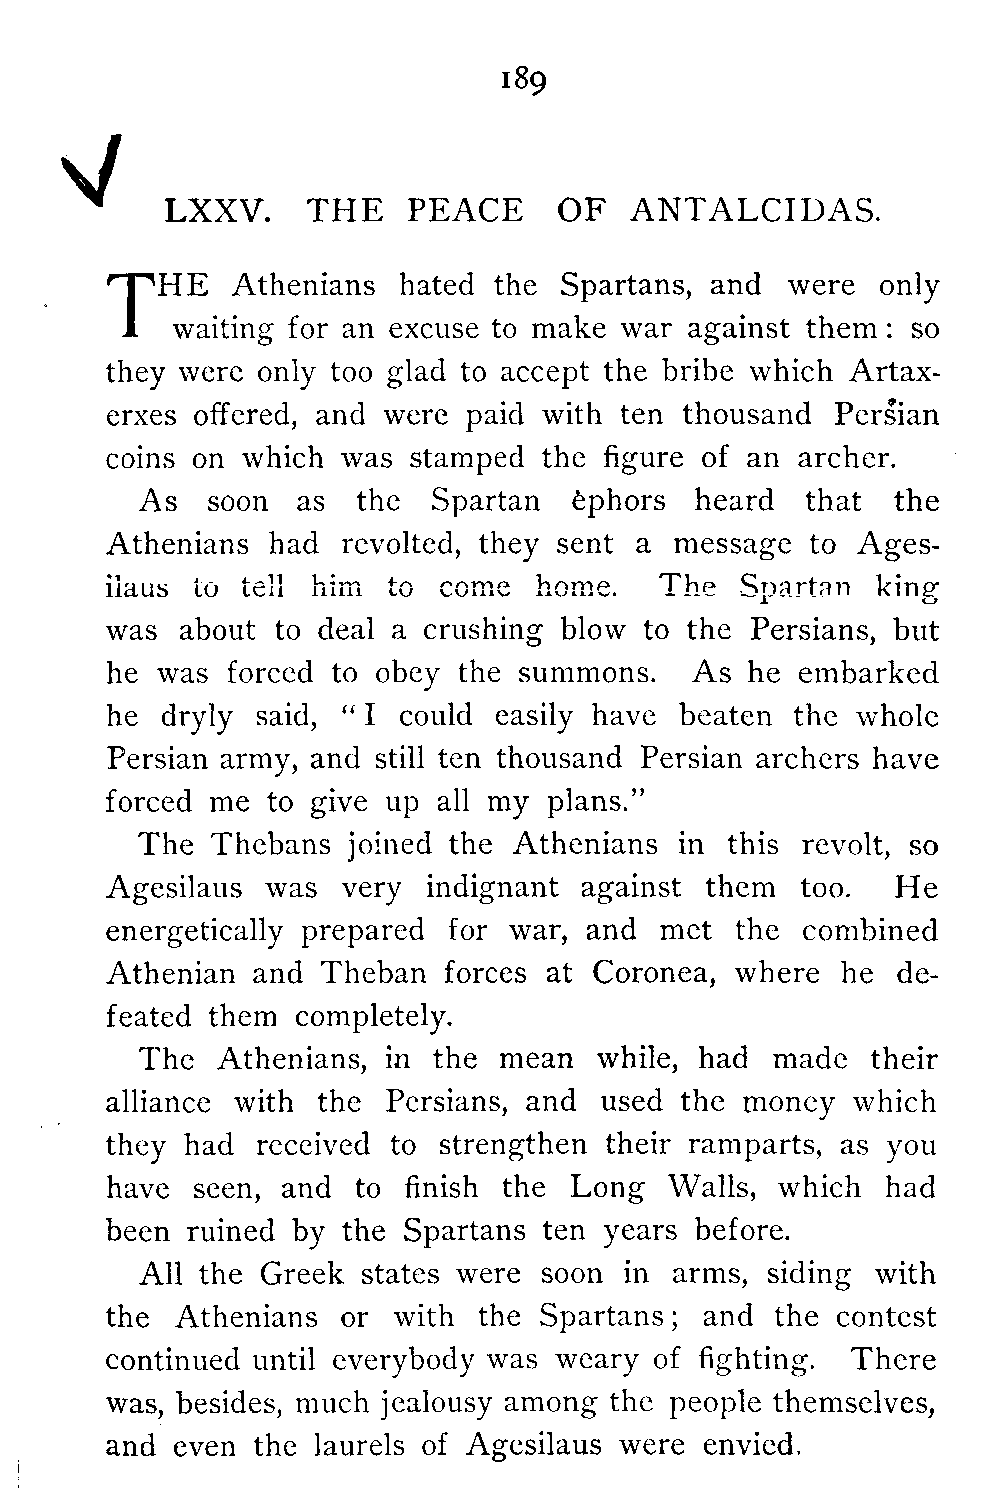 189
LXXV. THE PEACE OF ANTALCIDAS.
THE Athenians hated the Spartans, and were only
waiting for an excuse to make war against them: so
they were only too glad to accept the bribe which Artax-
erxes offered, and were paid with ten thousand Persian
coins on which was stamped the figure of an archer.
As soon as the Spartan ĕphors heard that the
Athenians had revolted, they sent a message to Ages-
ilaus to tell him to come home. The Spartan king
was about to deal a crushing blow to the Persians, but
he was forced to obey the summons. As he embarked
he dryly said, "I could easily have beaten the whole
Persian army, and still ten thousand Persian archers have
forced me to give up all my plans."
The Thebans joined the Athenians in this revolt, so
Agesilaus was very indignant against them too. He
energetically prepared for war, and met the combined
Athenian and Theban forces at Coronea, where he de-
feated them completely.
The Athenians, in the mean while, had made their
alliance with the Persians, and used the money which
they had received to strengthen their ramparts, as you
have seen, and to finish the Long Walls, which had
been ruined by the Spartans ten years before.
All the Greek states were soon in arms, siding with
the Athenians or with the Spartans; and the contest
continued until everybody was weary of fighting. There
was, besides, much jealousy among the people themselves,
and even the laurels of Agesilaus were envied.